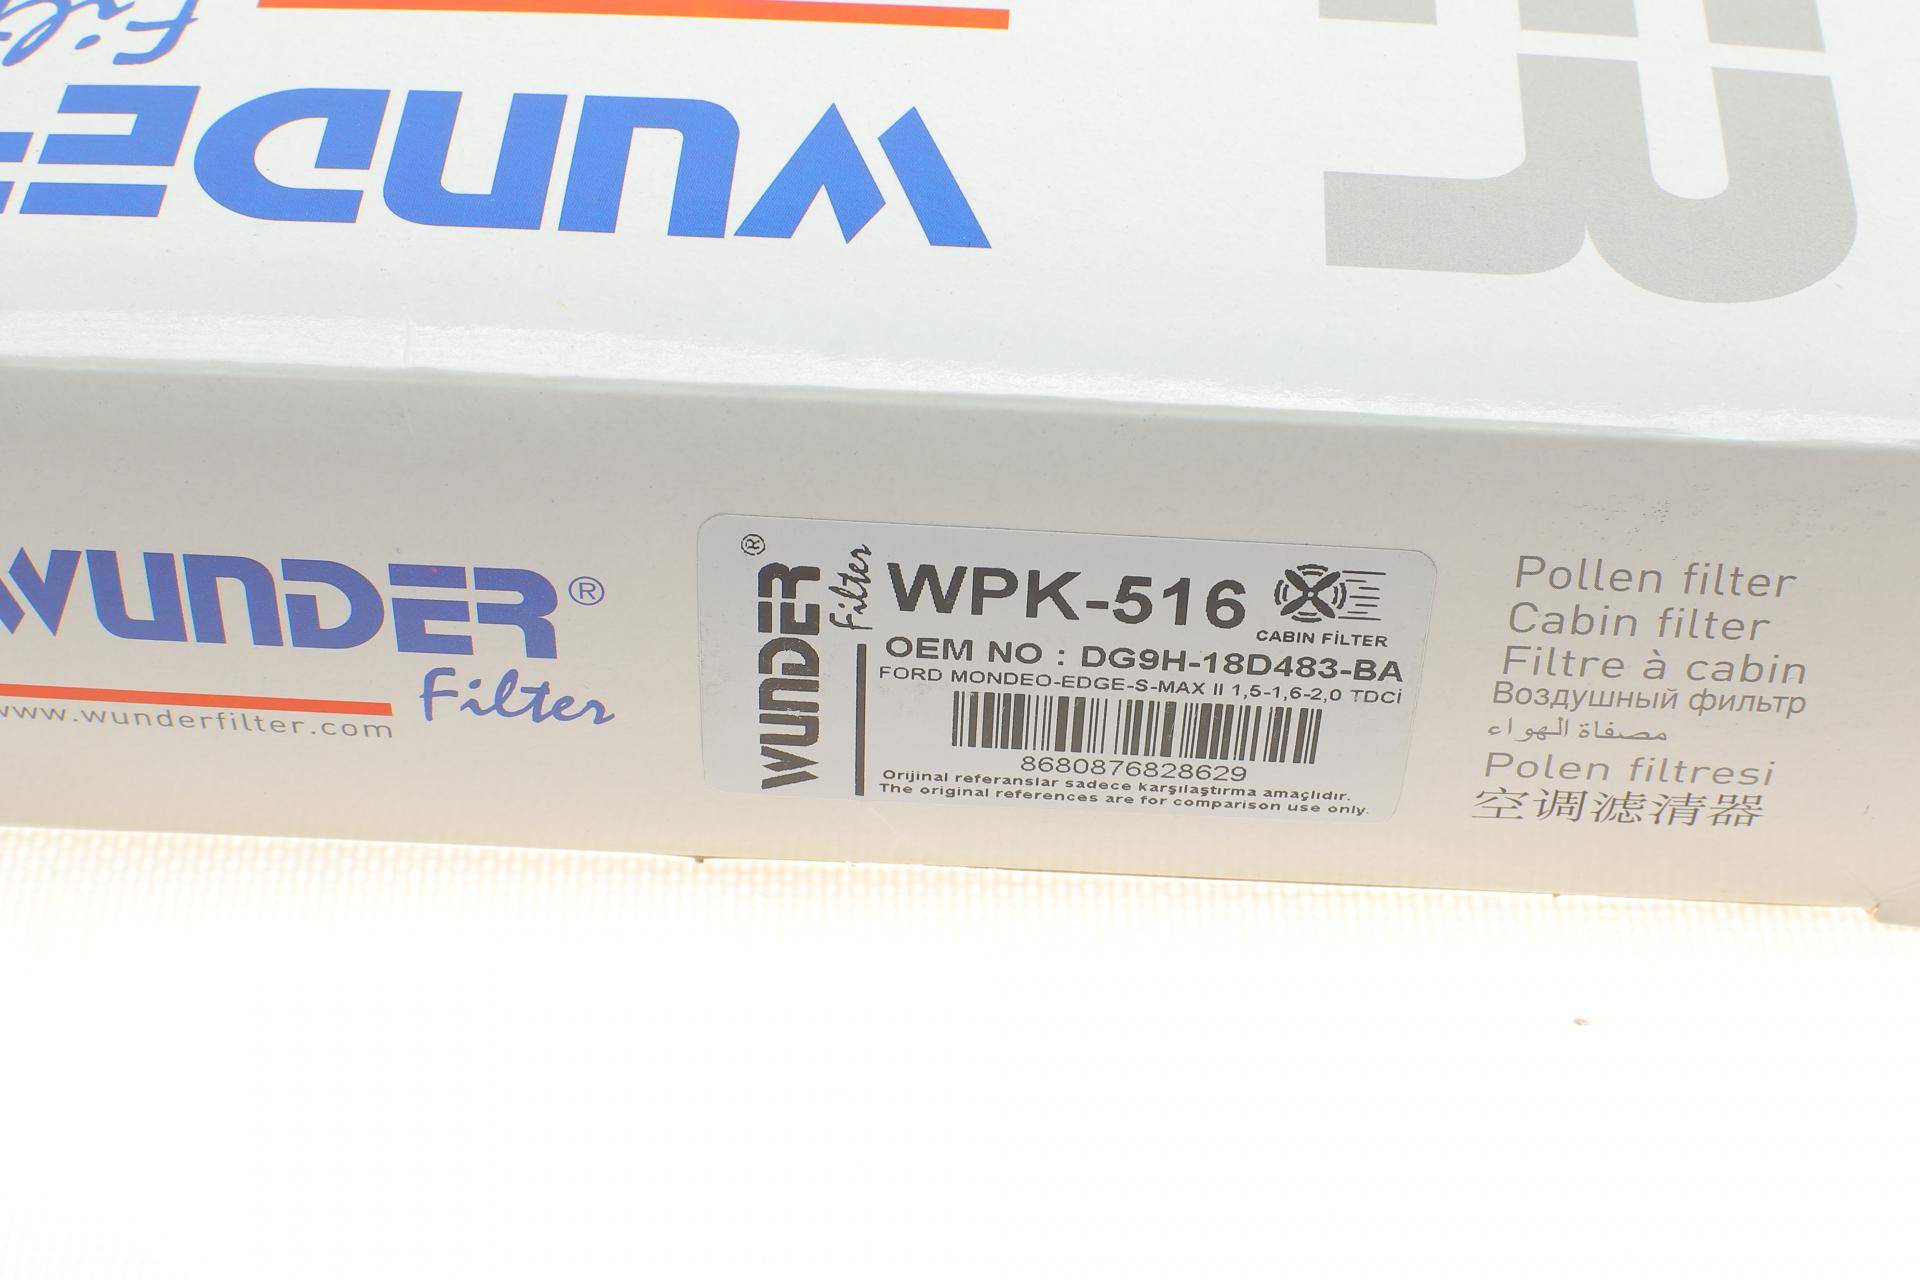 WUNDER
WUNDER®
Filter
www.wunderfilter.com
WUNDER®
Filter
WPK-516
CABIN FİLTER
OEM NO : DG9H-18D483-BA
FORD MONDEO-EDGE-S-MAX II 1,5-1,6-2,0 TDCİ
8680876828629
Orijinal referanslar sadece karşılaştırma amaçlıdır.
The original references are for comparison use only.
Pollen filter
Cabin filter
Filtre à cabin
Воздушный фильтр
مصفاة الهواء
Polen filtresi
空调滤清器